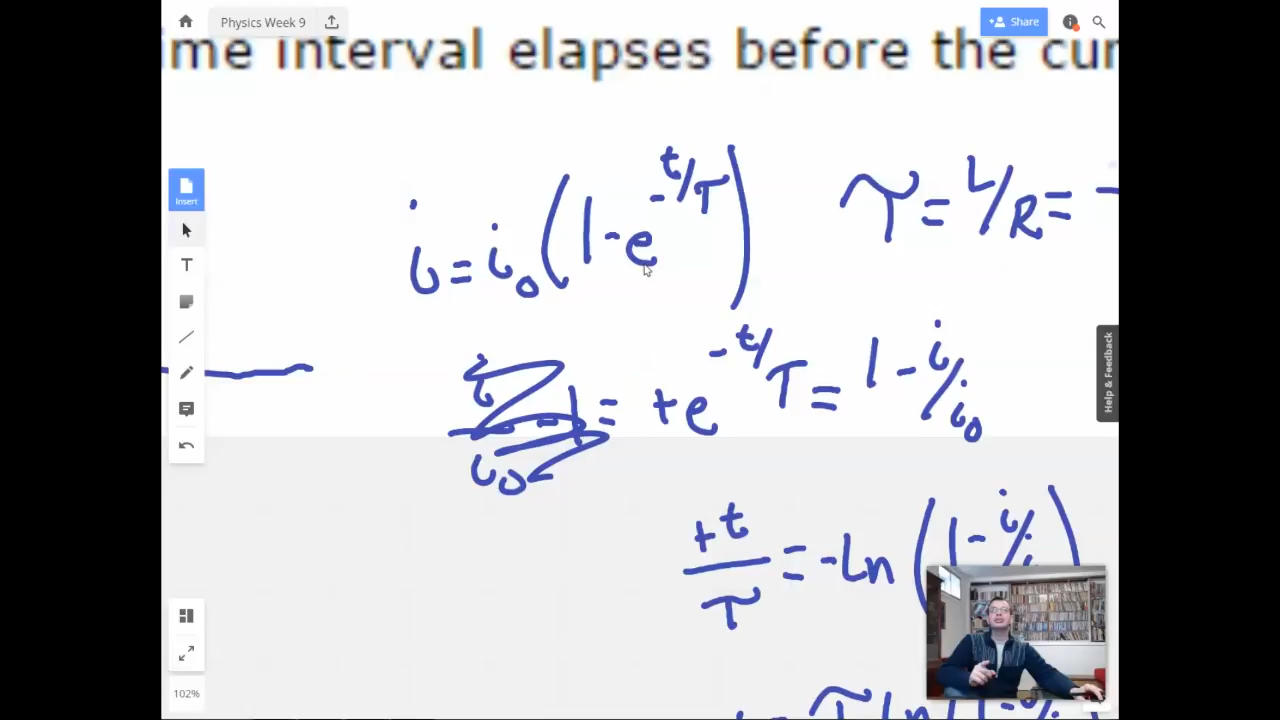 Physics Week 9
Share
ime interval elapses before the cur
Insert
T
i = i₀(1-e^-t/τ) τ = L/R =
+e^-t/τ = 1 - i/i₀
+t/τ = -Ln(1 - i/i
102%
Help & Feedback